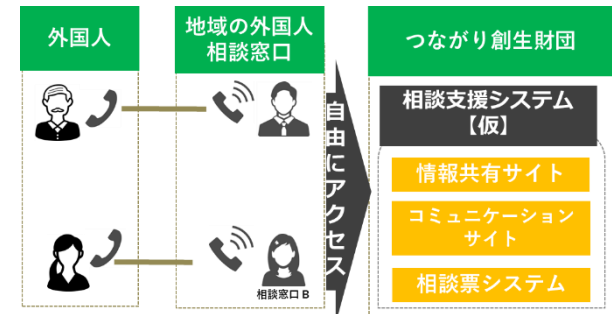 外国人
地域の外国人
相談窓口
つながり創生財団
相談支援システム
【仮】
自由にアクセス
情報共有サイト
コミュニケーション
サイト
相談票システム
相談窓口 B